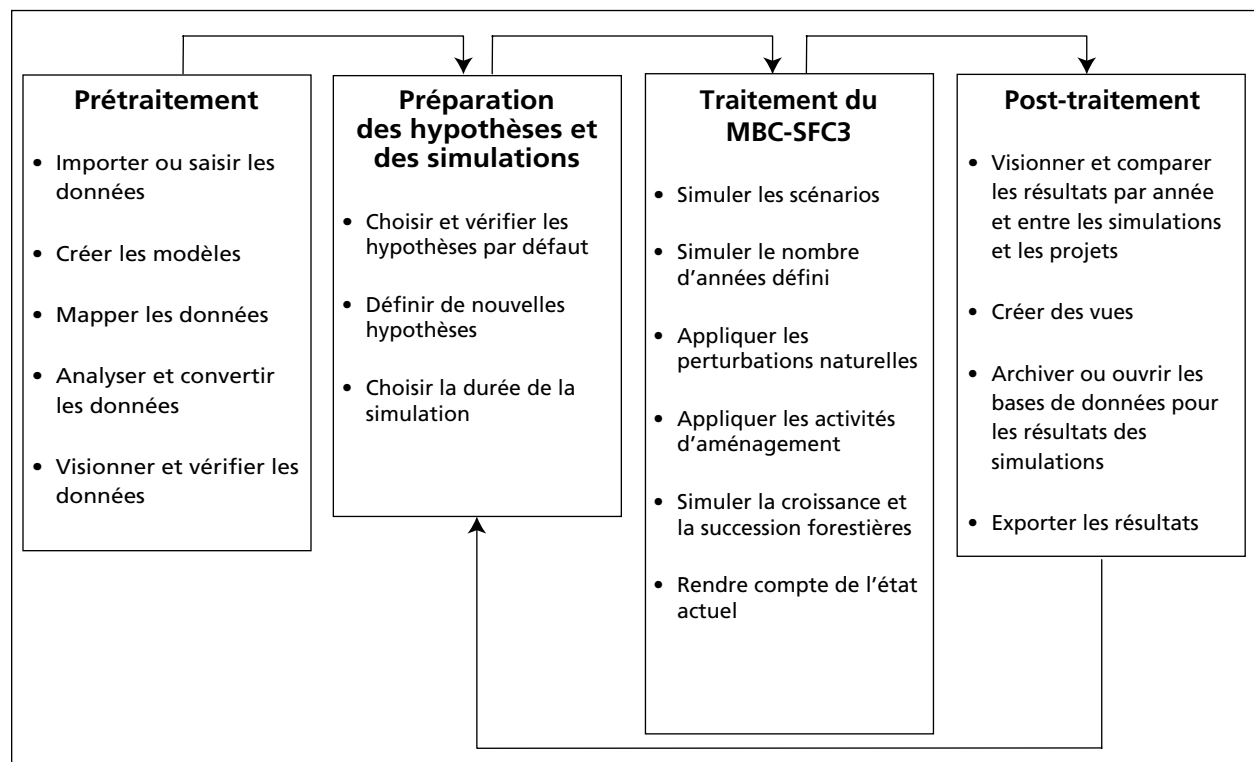 Prétraitement
• Importer ou saisir les
données
• Créer les modèles
• Mapper les données
• Analyser et convertir
les données
• Visionner et vérifier les
données
Préparation
des hypothèses et
des simulations
• Choisir et vérifier les
hypothèses par défaut
• Définir de nouvelles
hypothèses
• Choisir la durée de la
simulation
Traitement du
MBC-SFC3
• Simuler les scénarios
• Simuler le nombre
d’années défini
• Appliquer les
perturbations naturelles
• Appliquer les activités
d’aménagement
• Simuler la croissance et
la succession forestières
• Rendre compte de l’état
actuel
Post-traitement
• Visionner et comparer
les résultats par année
et entre les simulations
et les projets
• Créer des vues
• Archiver ou ouvrir les
bases de données pour
les résultats des
simulations
• Exporter les résultats